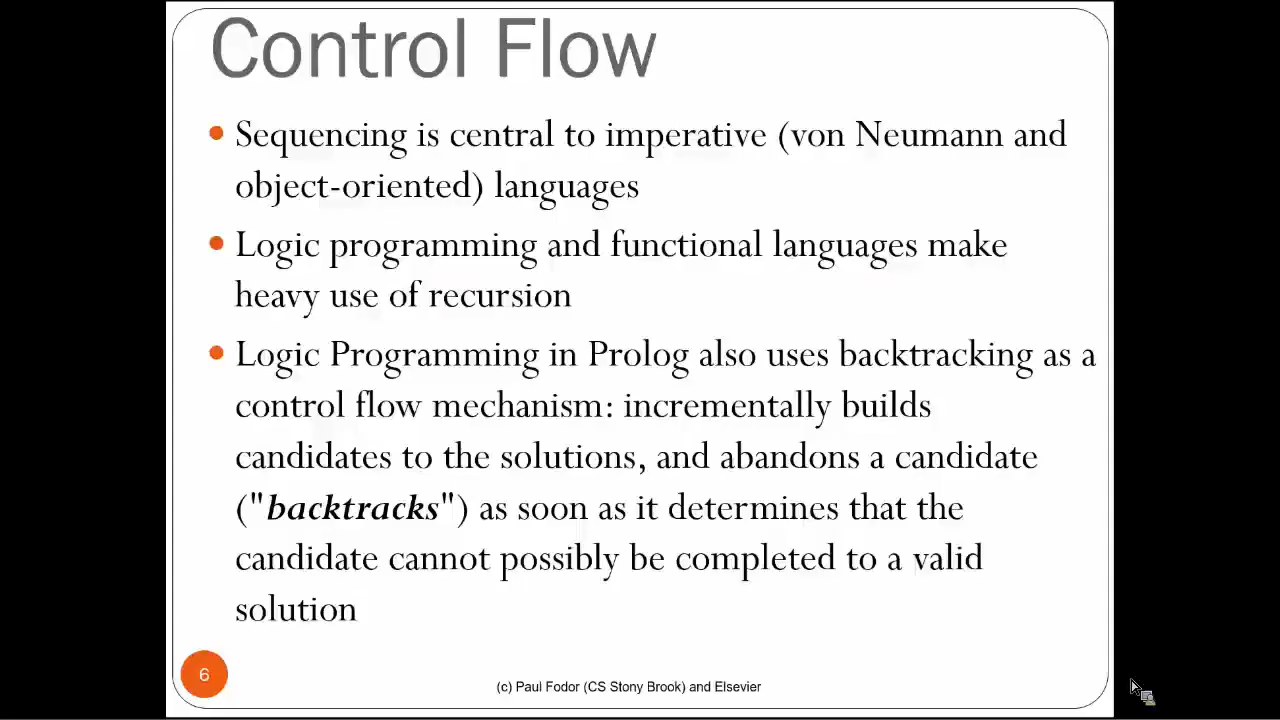 Control Flow
Sequencing is central to imperative (von Neumann and
object-oriented) languages
Logic programming and functional languages make
heavy use of recursion
Logic Programming in Prolog also uses backtracking as a
control flow mechanism: incrementally builds
candidates to the solutions, and abandons a candidate
("backtracks") as soon as it determines that the
candidate cannot possibly be completed to a valid
solution
6
(c) Paul Fodor (CS Stony Brook) and Elsevier